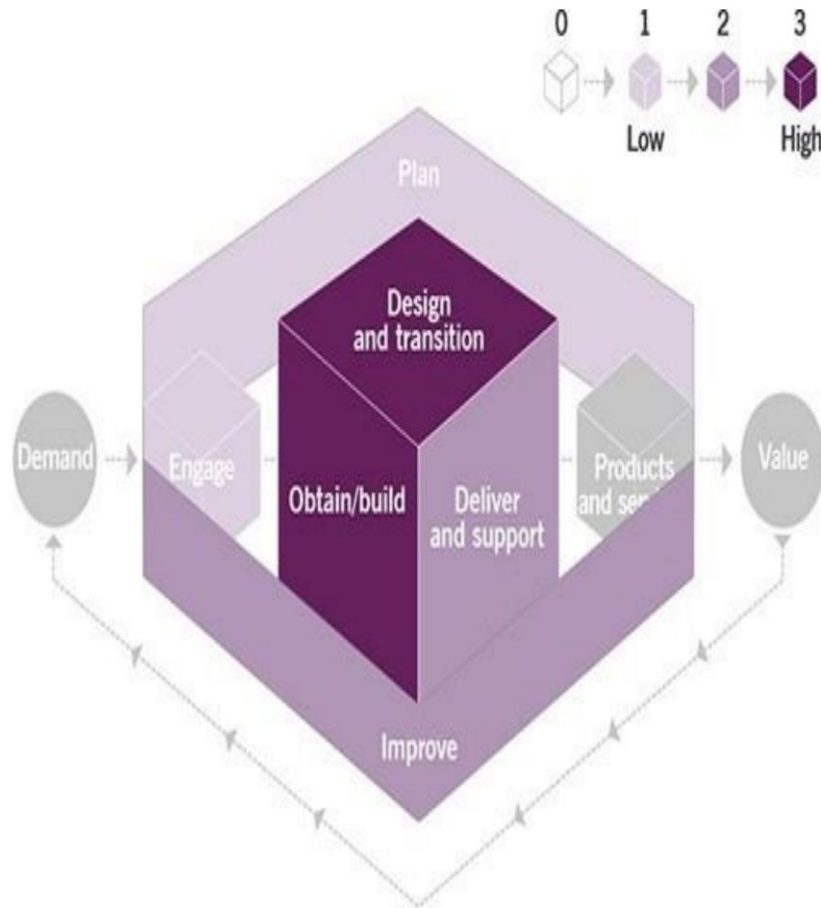 0 1 2 3
Low High
Plan
Design
and transition
Demand
Engage
Obtain/build
Deliver
and support
Products
and
Value
Improve